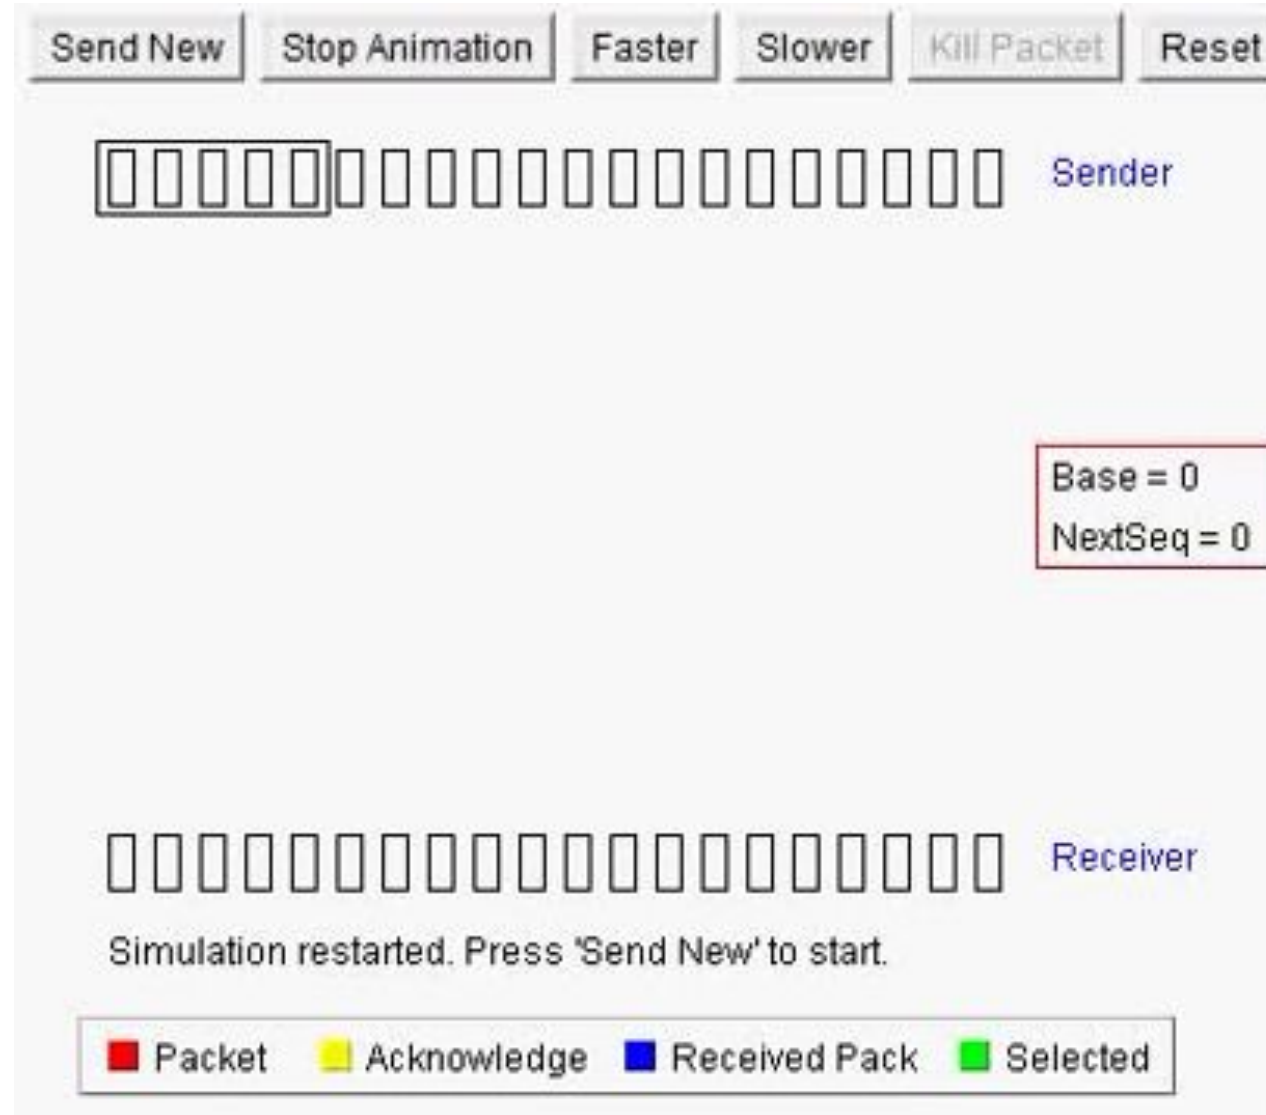 Send New Stop Animation Faster Slower Kill Packet Reset
Sender
Base = 0
NextSeq = 0
Receiver
Simulation restarted. Press 'Send New' to start.
Packet Acknowledge Received Pack Selected